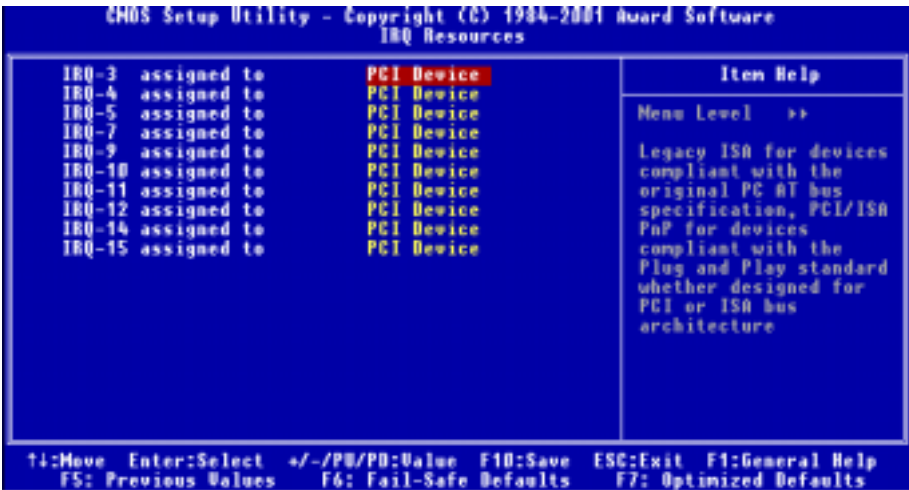 CMOS Setup Utility - Copyright (C) 1984-2001 Award Software
IRQ Resources
IRQ-3 assigned to PCI Device
IRQ-4 assigned to PCI Device
IRQ-5 assigned to PCI Device
IRQ-7 assigned to PCI Device
IRQ-9 assigned to PCI Device
IRQ-10 assigned to PCI Device
IRQ-11 assigned to PCI Device
IRQ-12 assigned to PCI Device
IRQ-14 assigned to PCI Device
IRQ-15 assigned to PCI Device
Item Help
Menu Level ▸▸
Legacy ISA for devices
compliant with the
original PC AT bus
specification, PCI/ISA
PnP for devices
compliant with the
Plug and Play standard
whether designed for
PCI or ISA bus
architecture
↑↓:Move Enter:Select +/-/PU/PD:Value F10:Save ESC:Exit F1:General Help
F5: Previous Values F6: Fail-Safe Defaults F7: Optimized Defaults